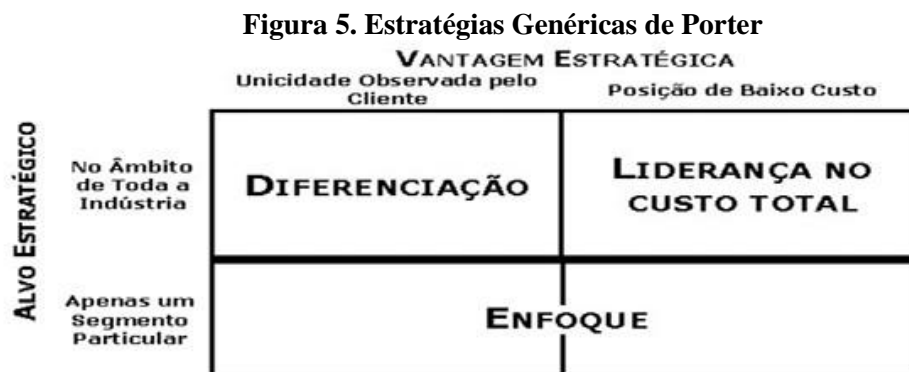 Figura 5. Estratégias Genéricas de Porter
VANTAGEM ESTRATÉGICA
Unicidade Observada pelo
Cliente
Posição de Baixo Custo
ALVO ESTRATÉGICO
No Âmbito
de Toda a
Indústria
DIFERENCIAÇÃO
LIDERANÇA NO
CUSTO TOTAL
Apenas um
Segmento
Particular
ENFOQUE